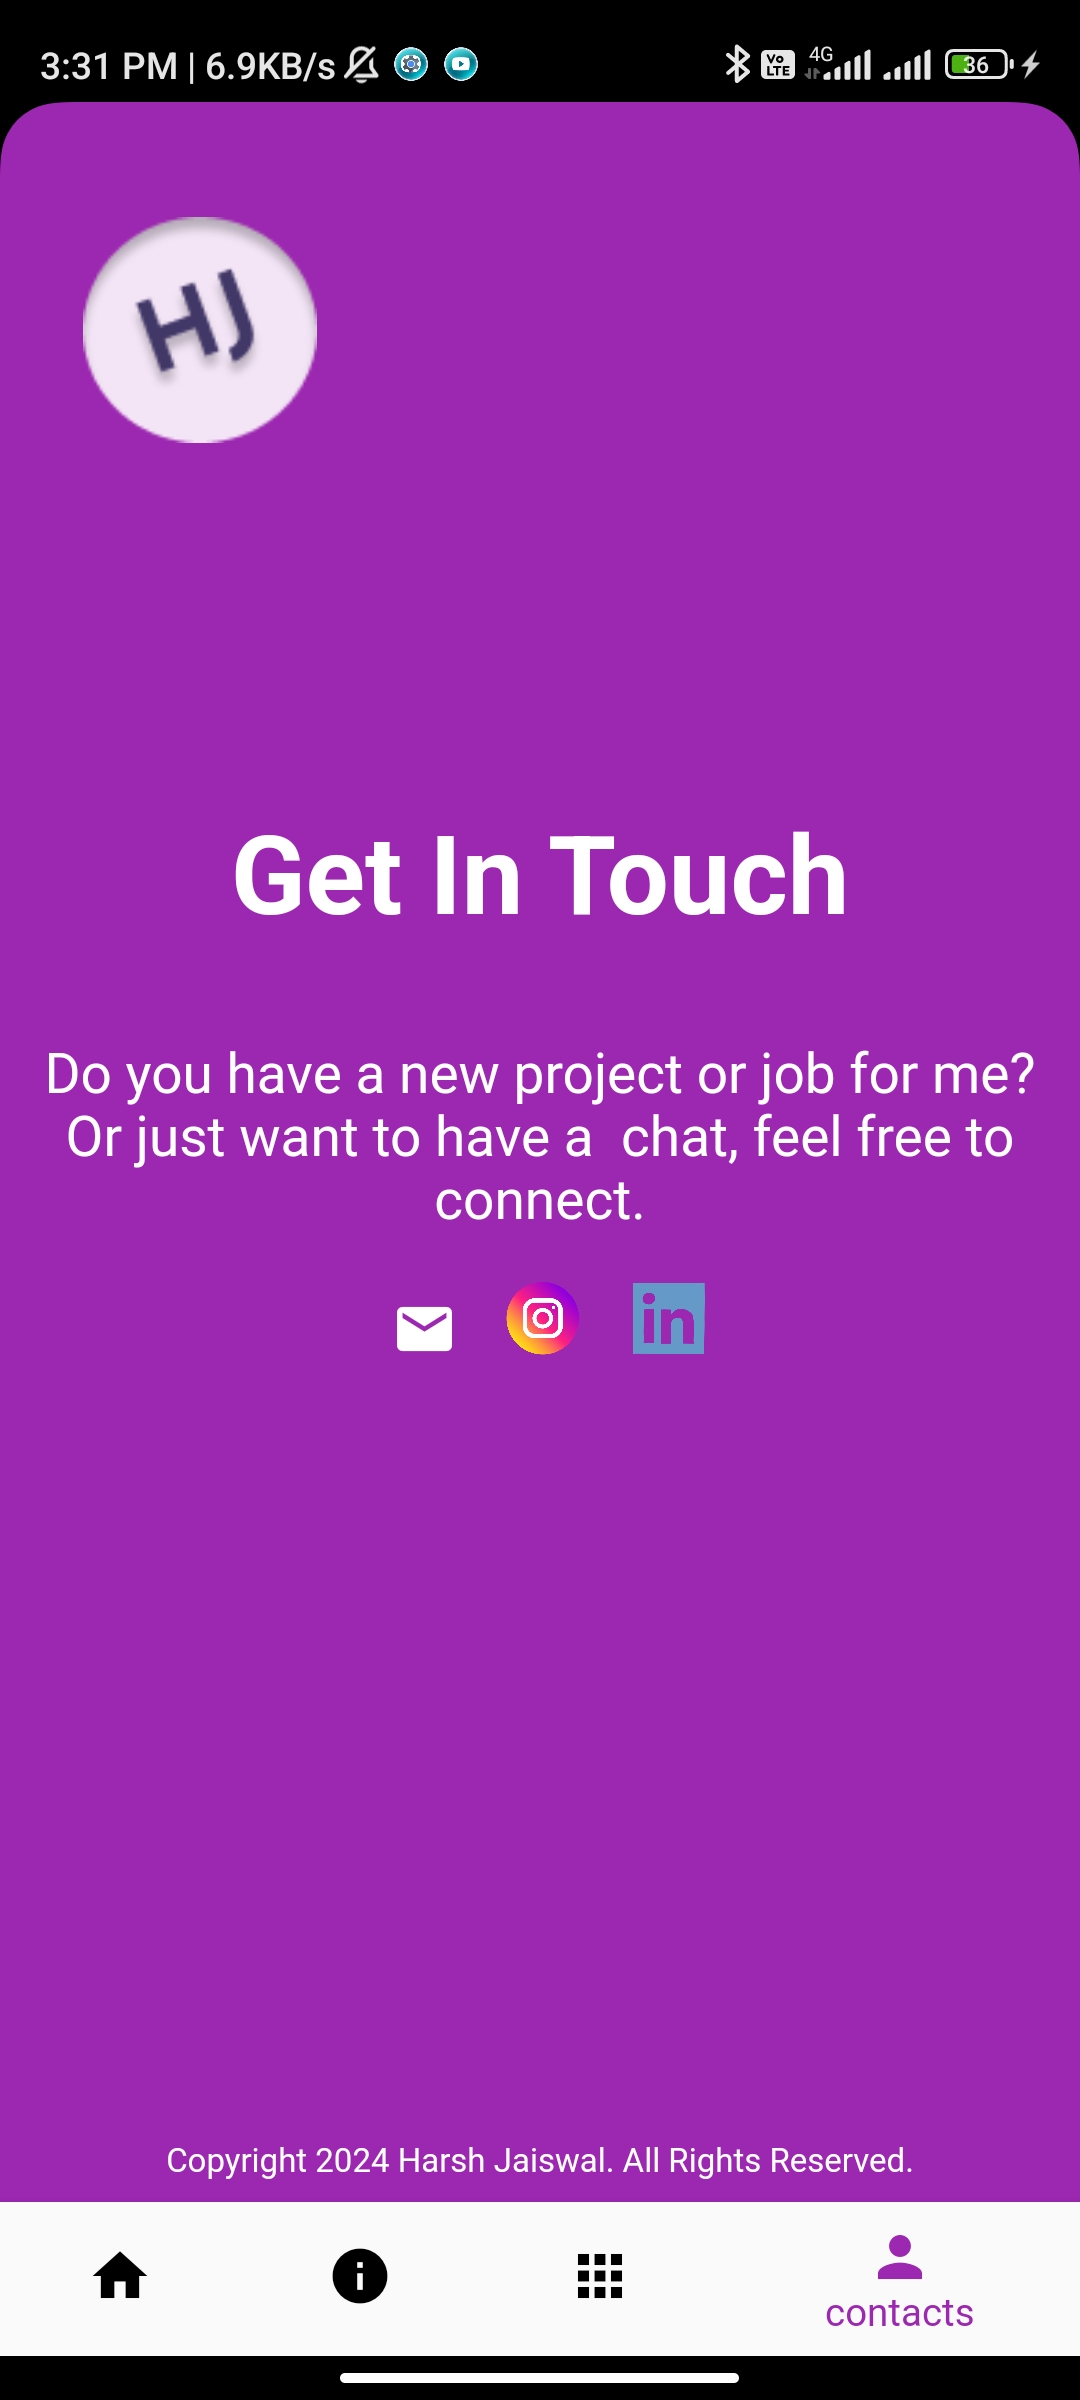 3:31 PM | 6.9KB/s Vo LTE 4G 36
HJ
Get In Touch
Do you have a new project or job for me?
Or just want to have a  chat, feel free to
connect.
in
Copyright 2024 Harsh Jaiswal. All Rights Reserved.
contacts